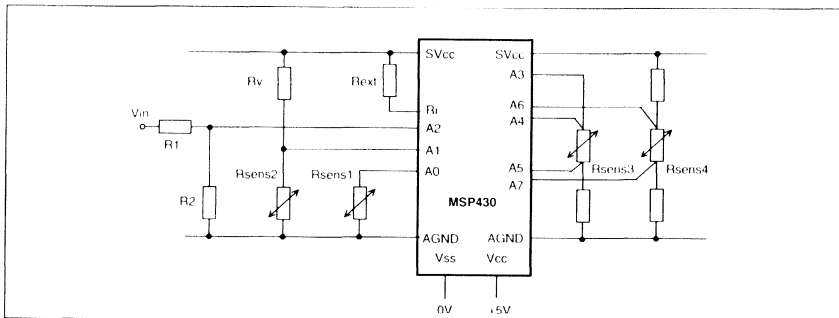 SVcc SVcc
Rv Rext A3
Vin Ri A6
A4
R1 A2
A1
Rsens2 Rsens1 A0 A5 Rsens3 Rsens4
R2 A7
MSP430
AGND AGND
Vss Vcc
0V +5V